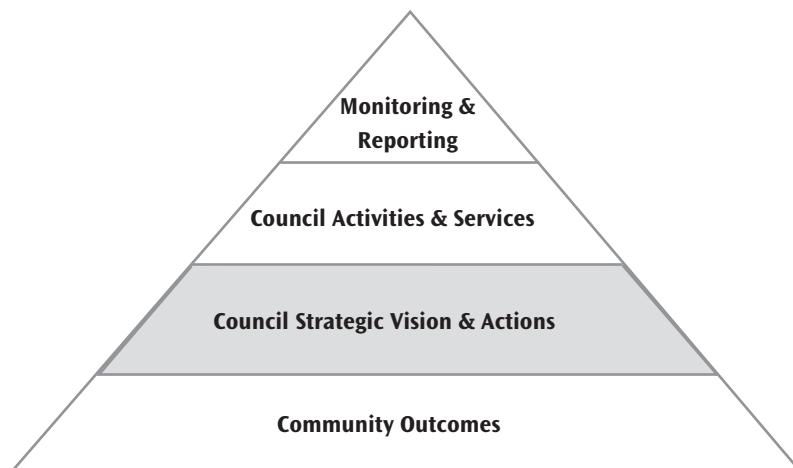 Monitoring &
Reporting
Council Activities & Services
Council Strategic Vision & Actions
Community Outcomes